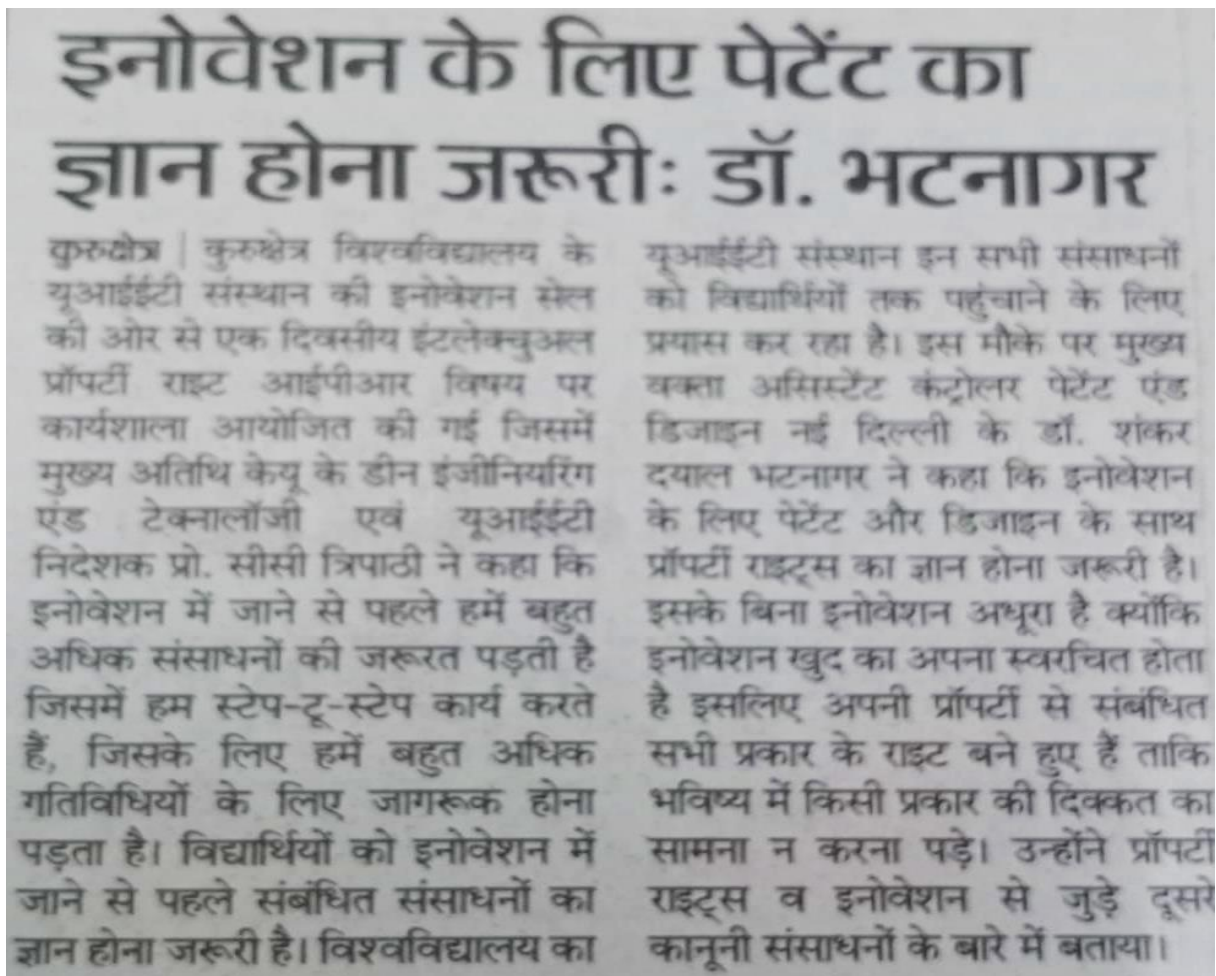 इनोवेशन के लिए पेटेंट का
ज्ञान होना जरूरी: डॉ. भटनागर
कुरुक्षेत्र | कुरुक्षेत्र विश्वविद्यालय के
यूआईईटी संस्थान की इनोवेशन सेल
की ओर से एक दिवसीय इंटलेक्चुअल
प्रॉपर्टी राइट आईपीआर विषय पर
कार्यशाला आयोजित की गई जिसमें
मुख्य अतिथि केयू के डीन इंजीनियरिंग
एंड टेक्नालॉजी एवं यूआईईटी
निदेशक प्रो. सीसी त्रिपाठी ने कहा कि
इनोवेशन में जाने से पहले हमें बहुत
अधिक संसाधनों की जरूरत पड़ती है
जिसमें हम स्टेप-टू-स्टेप कार्य करते
हैं, जिसके लिए हमें बहुत अधिक
गतिविधियों के लिए जागरूक होना
पड़ता है। विद्यार्थियों को इनोवेशन में
जाने से पहले संबंधित संसाधनों का
ज्ञान होना जरूरी है। विश्वविद्यालय का
यूआईईटी संस्थान इन सभी संसाधनों
को विद्यार्थियों तक पहुंचाने के लिए
प्रयास कर रहा है। इस मौके पर मुख्य
वक्ता असिस्टेंट कंट्रोलर पेटेंट एंड
डिजाइन नई दिल्ली के डॉ. शंकर
दयाल भटनागर ने कहा कि इनोवेशन
के लिए पेटेंट और डिजाइन के साथ
प्रॉपर्टी राइट्स का ज्ञान होना जरूरी है।
इसके बिना इनोवेशन अधूरा है क्योंकि
इनोवेशन खुद का अपना स्वरचित होता
है इसलिए अपनी प्रॉपर्टी से संबंधित
सभी प्रकार के राइट बने हुए हैं ताकि
भविष्य में किसी प्रकार की दिक्कत का
सामना न करना पड़े। उन्होंने प्रॉपर्टी
राइट्स व इनोवेशन से जुड़े दूसरे
कानूनी संसाधनों के बारे में बताया।